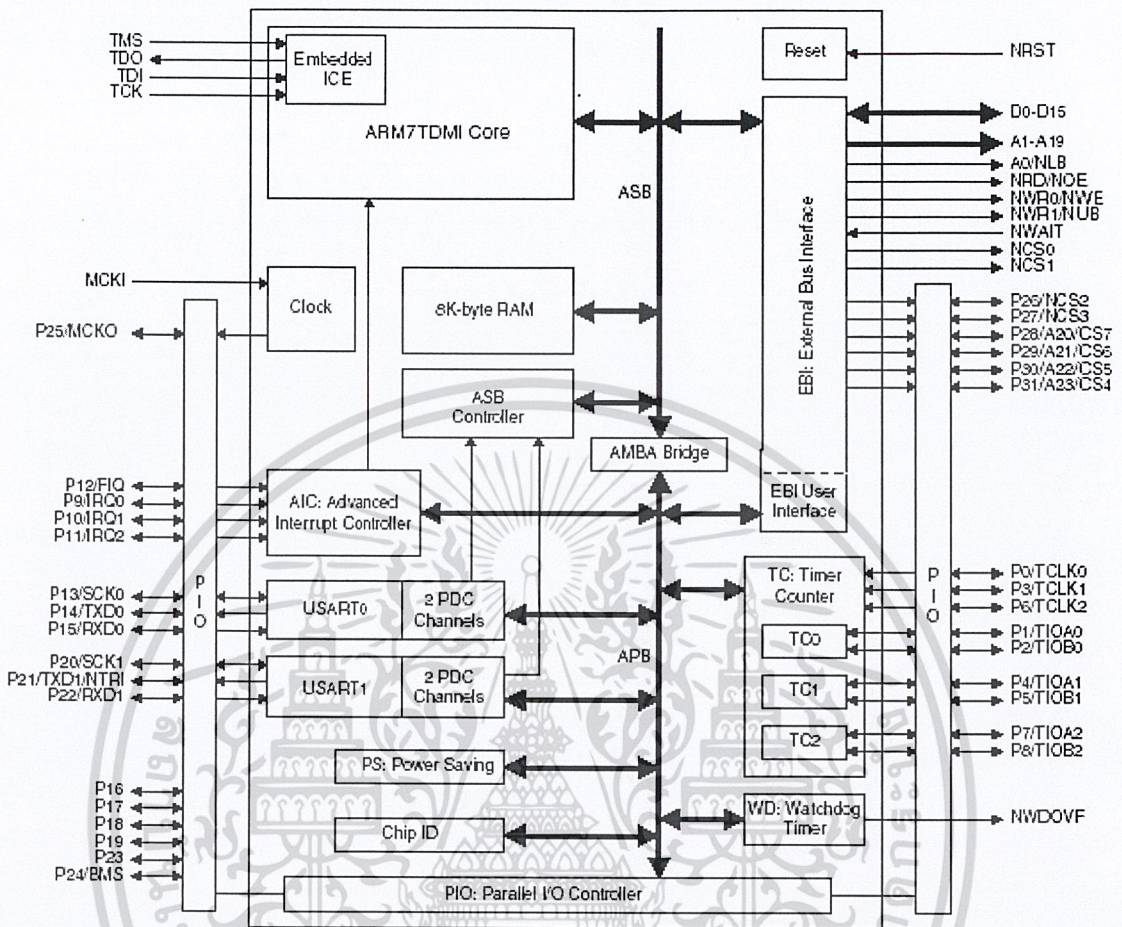 TMS
TDO
TDI
TCK
Embedded
ICE
ARM7TDMI Core
Reset
NRST
D0-D15
A1-A19
A0/NLB
NRD/NOE
NWR0/NWE
NWR1/NUB
NWAIT
NCS0
NCS1
ASB
EBI: External Bus Interface
MCKI
Clock
8K-byte RAM
P25/MCKO
P26/NCS2
P27/NCS3
P28/A20/CS7
P29/A21/CS6
P30/A22/CS5
P31/A23/CS4
ASB
Controller
AMBA Bridge
EBI User
Interface
P12/FIQ
P9/IRQ0
P10/IRQ1
P11/IRQ2
AIC: Advanced
Interrupt Controller
PIO
P13/SCK0
P14/TXD0
P15/RXD0
USART0
2 PDC
Channels
P20/SCK1
P21/TXD1/NTRI
P22/RXD1
USART1
2 PDC
Channels
APB
TC: Timer
Counter
TC0
TC1
TC2
PIO
P0/TCLK0
P3/TCLK1
P6/TCLK2
P1/TIOA0
P2/TIOB0
P4/TIOA1
P5/TIOB1
P7/TIOA2
P8/TIOB2
PS: Power Saving
Chip ID
WD: Watchdog
Timer
NWDOVF
P16
P17
P18
P19
P23
P24/BMS
PIO: Parallel I/O Controller